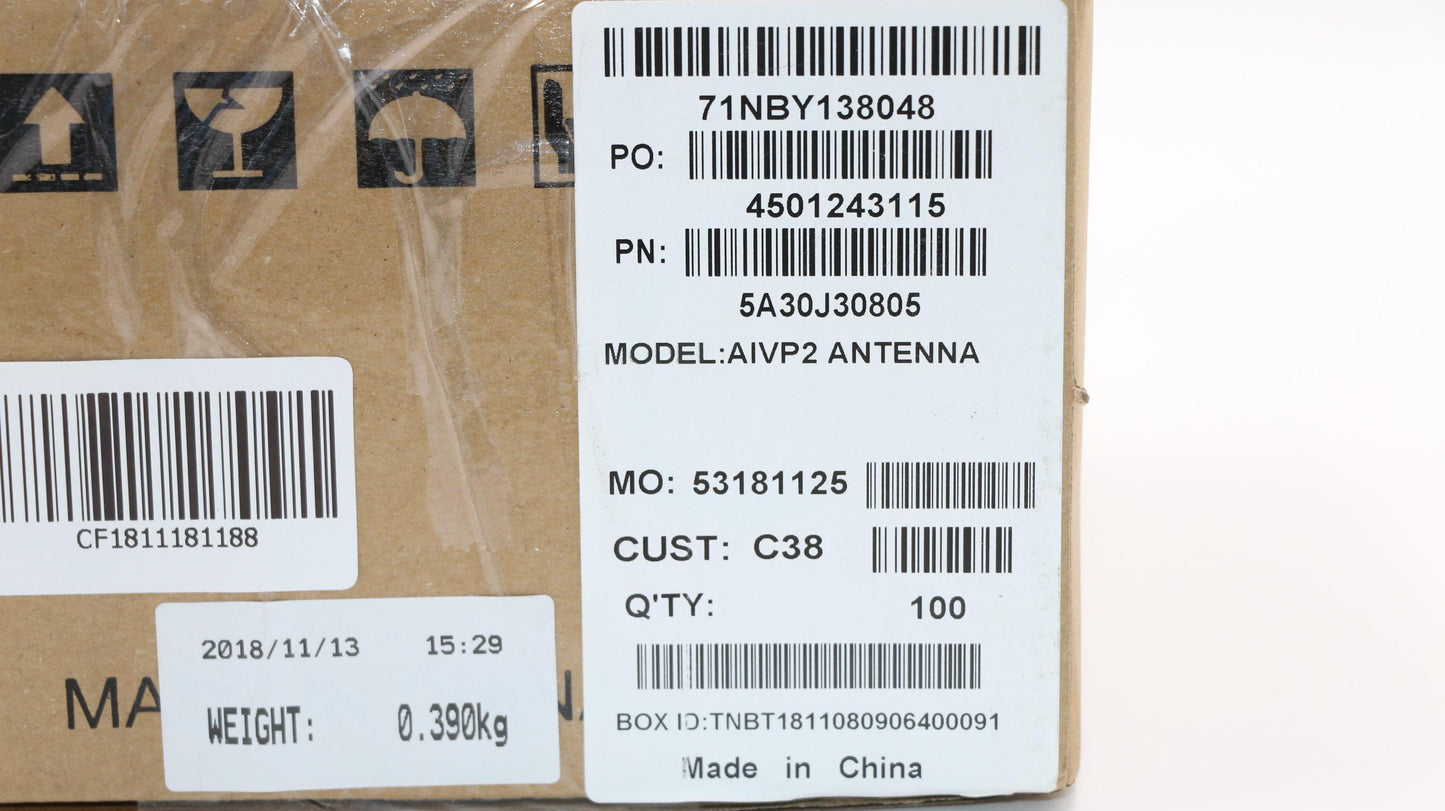 71NBY138048
PO:
4501243115
PN:
5A30J30805
MODEL:AIVP2 ANTENNA
MO: 53181125
CUST: C38
Q'TY: 100
BOX ID:TNBT1811080906400091
Made in China
CF1811181188
2018/11/13 15:29
WEIGHT: 0.390kg